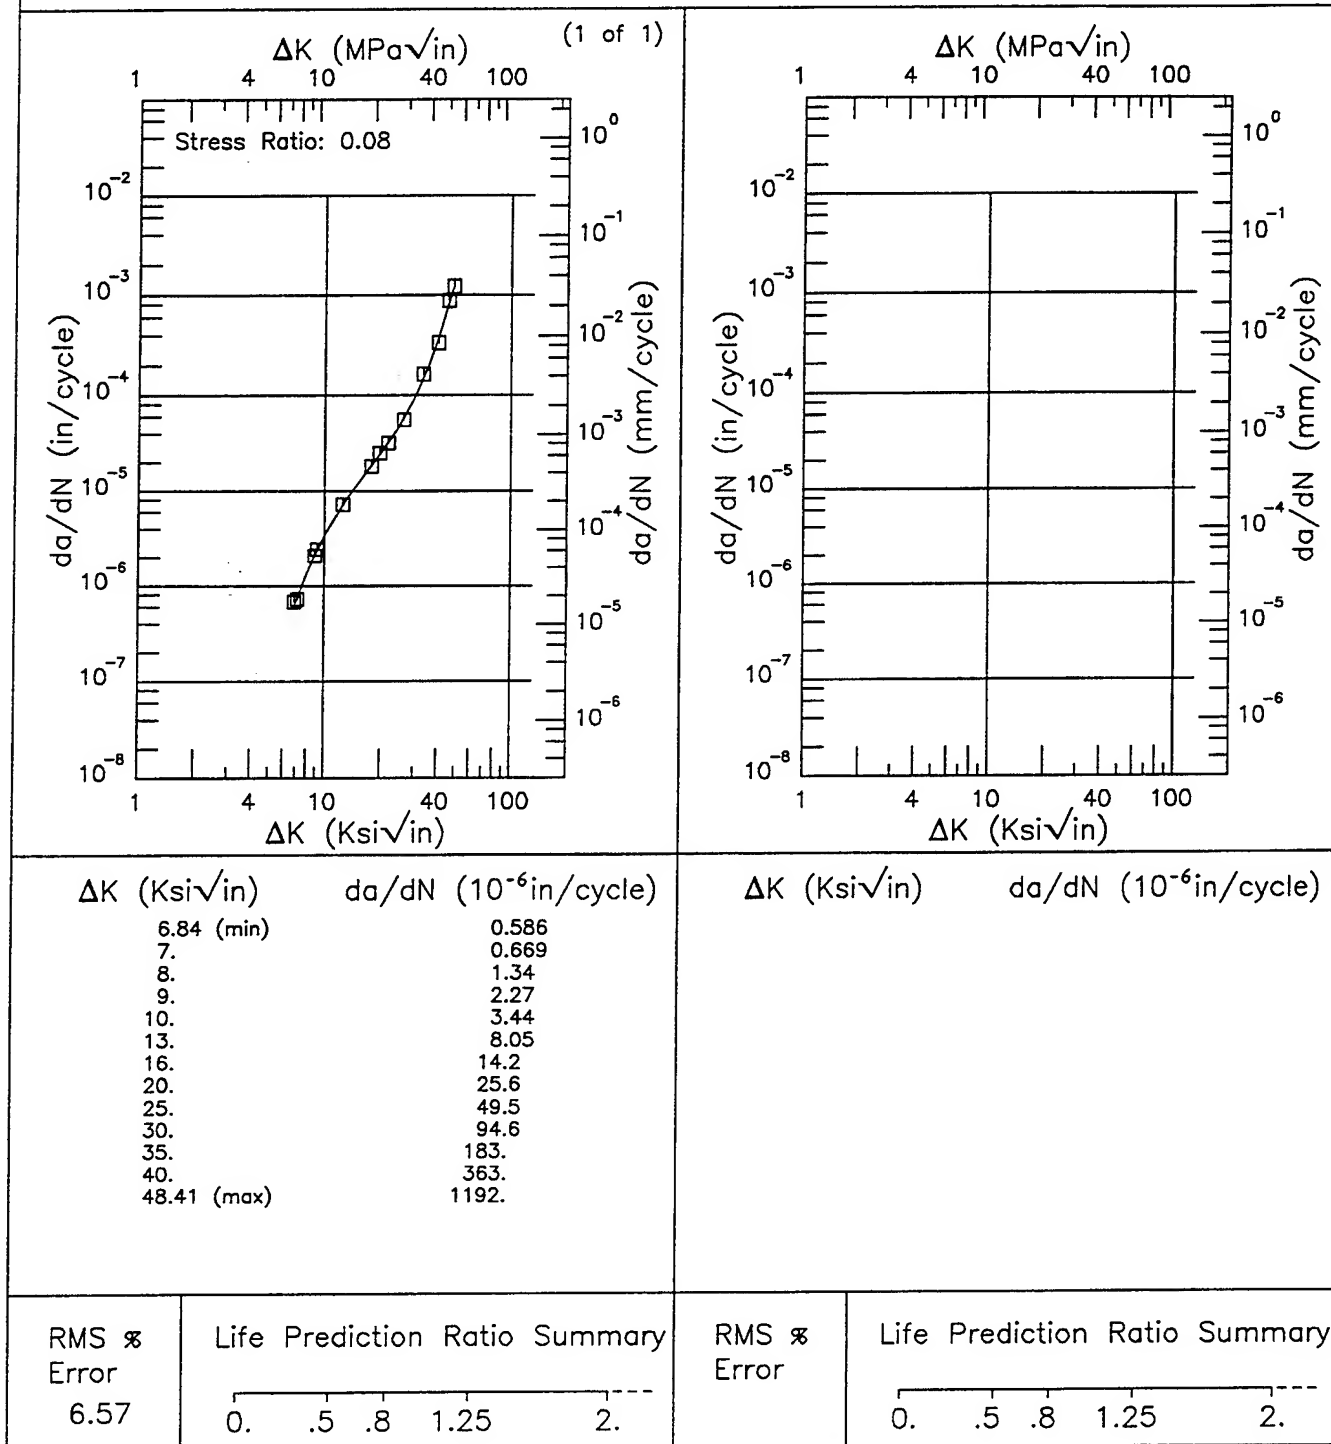 (1 of 1)
ΔK (MPa√in)
1 4 10 40 100
Stress Ratio: 0.08
da/dN (in/cycle)
10⁻²
10⁻³
10⁻⁴
10⁻⁵
10⁻⁶
10⁻⁷
10⁻⁸
10⁰
10⁻¹
10⁻²
10⁻³
10⁻⁴
10⁻⁵
10⁻⁶
da/dN (mm/cycle)
1 4 10 40 100
ΔK (Ksi√in)
ΔK (MPa√in)
1 4 10 40 100
da/dN (in/cycle)
10⁻²
10⁻³
10⁻⁴
10⁻⁵
10⁻⁶
10⁻⁷
10⁻⁸
10⁰
10⁻¹
10⁻²
10⁻³
10⁻⁴
10⁻⁵
10⁻⁶
da/dN (mm/cycle)
1 4 10 40 100
ΔK (Ksi√in)
ΔK (Ksi√in) da/dN (10⁻⁶in/cycle)
6.84 (min) 0.586
7. 0.669
8. 1.34
9. 2.27
10. 3.44
13. 8.05
16. 14.2
20. 25.6
25. 49.5
30. 94.6
35. 183.
40. 363.
48.41 (max) 1192.
ΔK (Ksi√in) da/dN (10⁻⁶in/cycle)
RMS %
Error
6.57
Life Prediction Ratio Summary
0. .5 .8 1.25 2.
RMS %
Error
Life Prediction Ratio Summary
0. .5 .8 1.25 2.